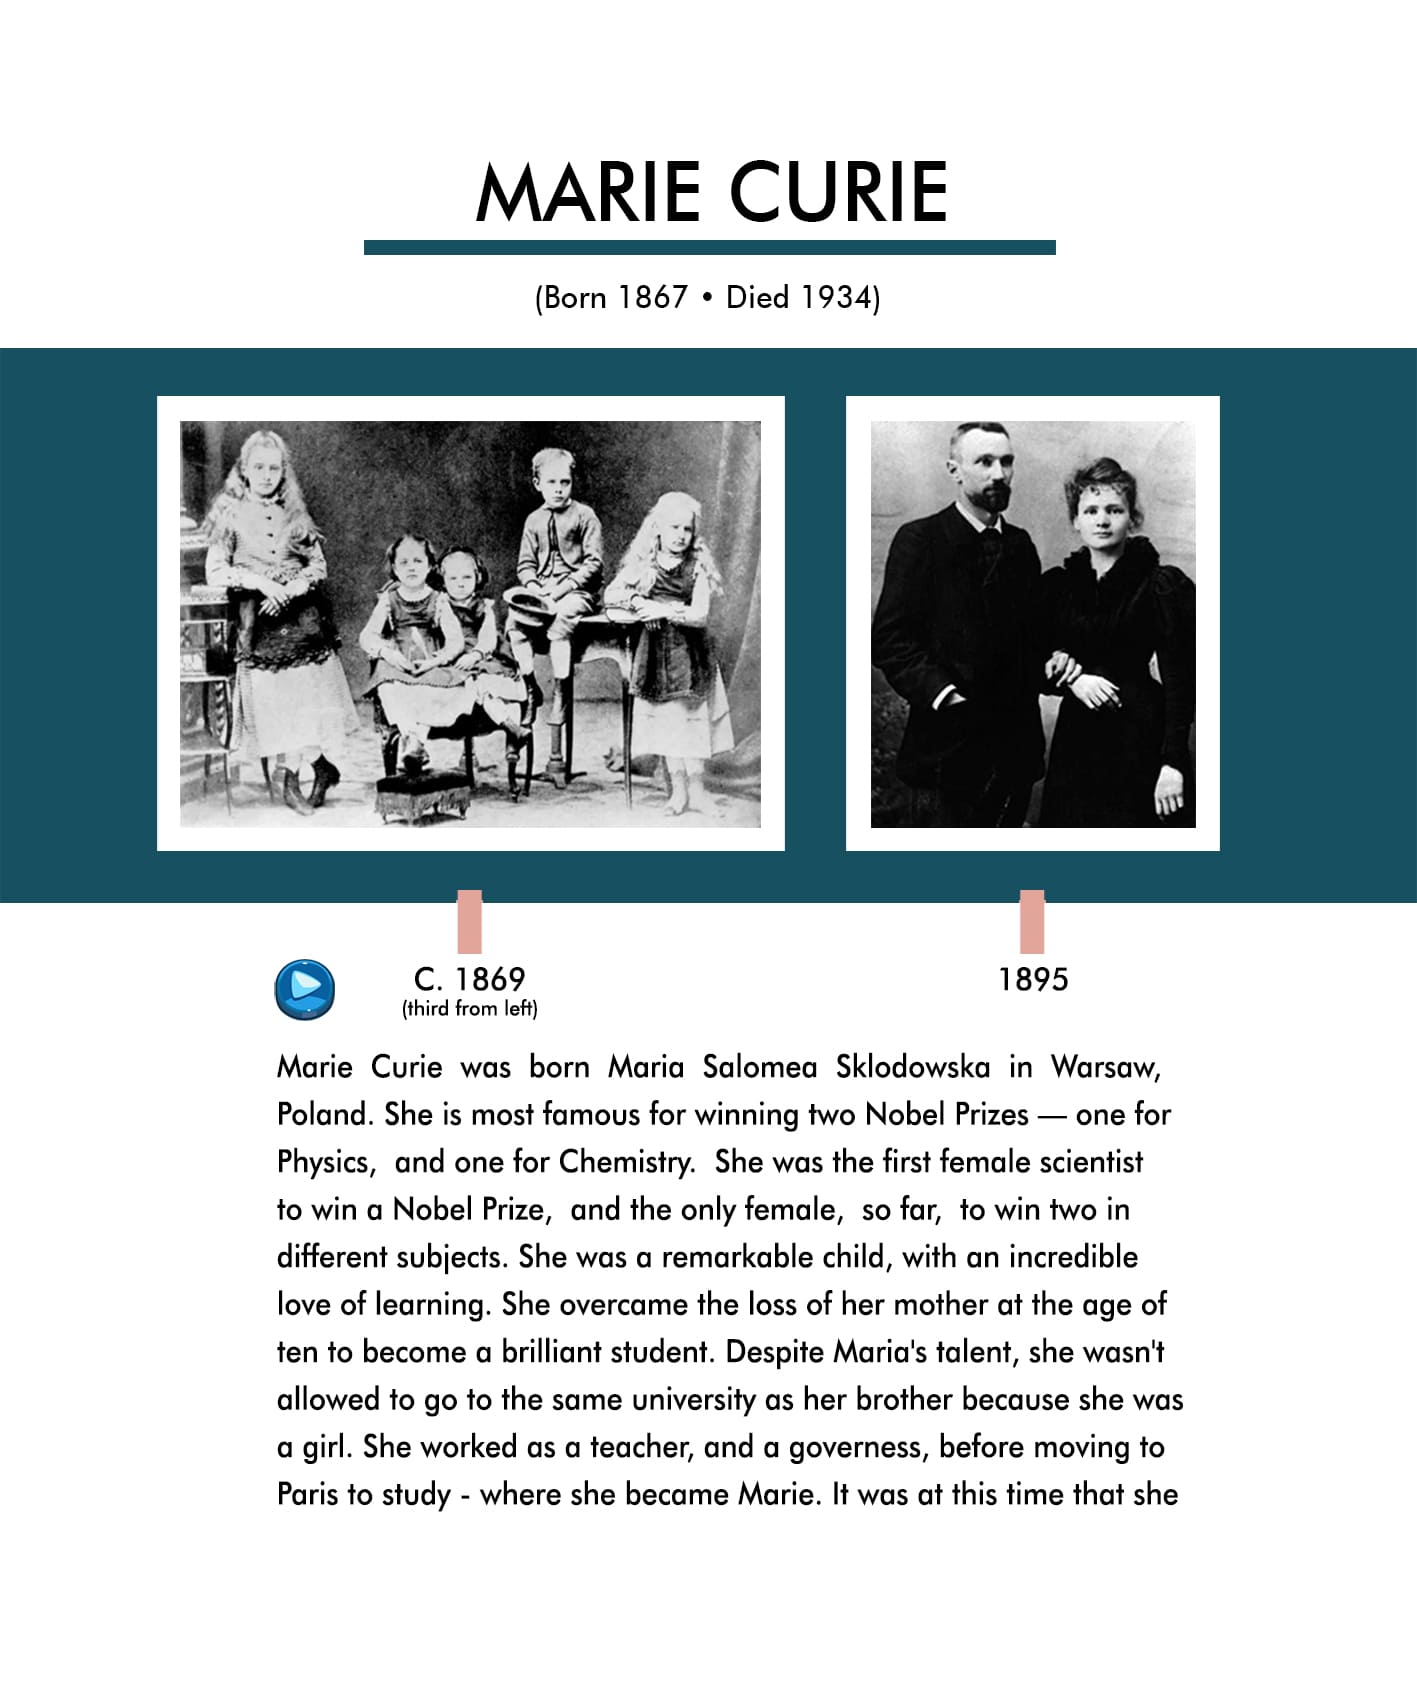 MARIE CURIE
(Born 1867 • Died 1934)
C. 1869
(third from left)
1895
Marie Curie was born Maria Salomea Sklodowska in Warsaw,
Poland. She is most famous for winning two Nobel Prizes — one for
Physics, and one for Chemistry. She was the first female scientist
to win a Nobel Prize, and the only female, so far, to win two in
different subjects. She was a remarkable child, with an incredible
love of learning. She overcame the loss of her mother at the age of
ten to become a brilliant student. Despite Maria's talent, she wasn't
allowed to go to the same university as her brother because she was
a girl. She worked as a teacher, and a governess, before moving to
Paris to study - where she became Marie. It was at this time that she